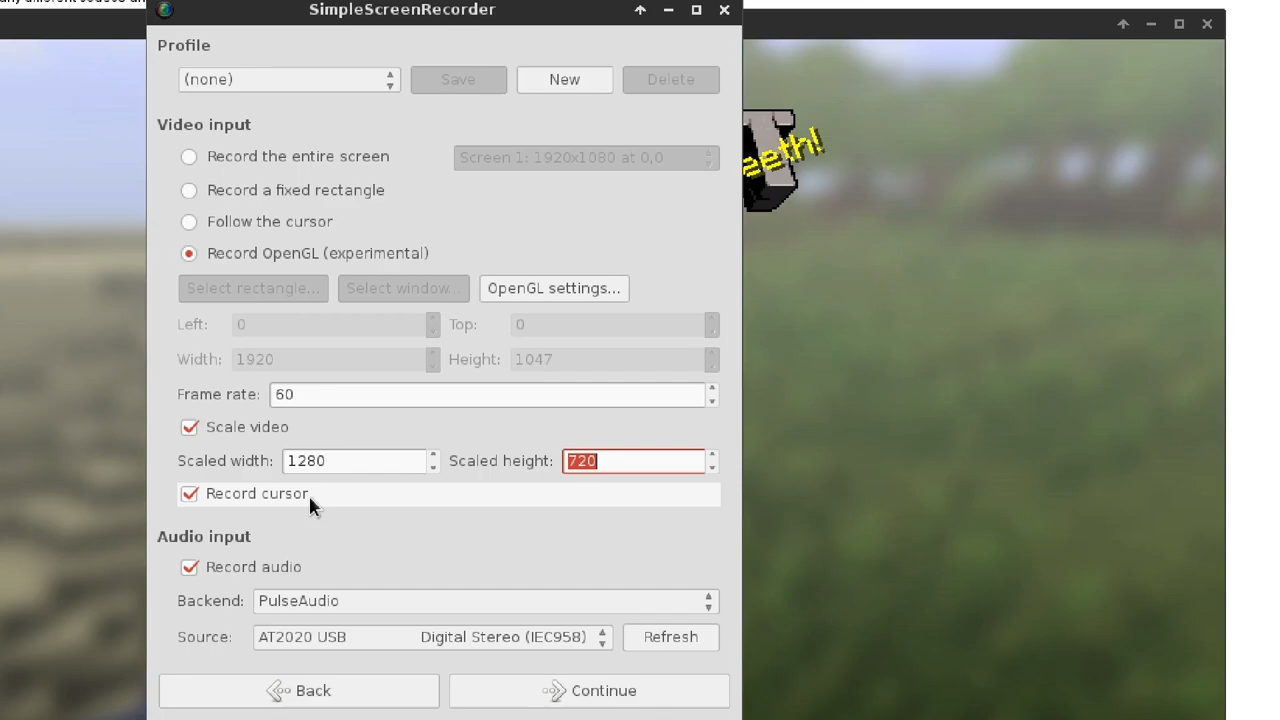 SimpleScreenRecorder
Profile
(none) Save New Delete
Video input
Record the entire screen Screen 1: 1920x1080 at 0,0
Record a fixed rectangle
Follow the cursor
Record OpenGL (experimental)
Select rectangle... Select window... OpenGL settings...
Left: 0 Top: 0
Width: 1920 Height: 1047
Frame rate: 60
Scale video
Scaled width: 1280 Scaled height: 720
Record cursor
Audio input
Record audio
Backend: PulseAudio
Source: AT2020 USB Digital Stereo (IEC958) Refresh
Back Continue
eeth!